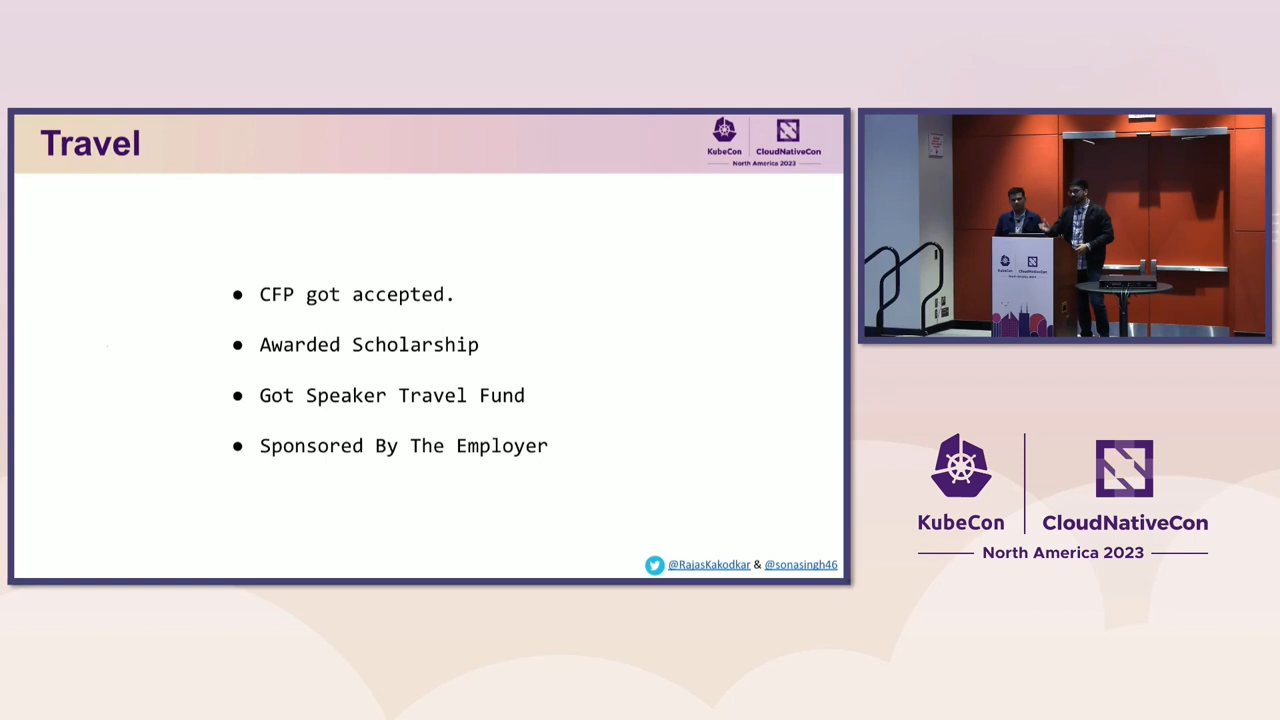 Travel
KubeCon
CloudNativeCon
North America 2023
● CFP got accepted.
● Awarded Scholarship
● Got Speaker Travel Fund
● Sponsored By The Employer
@RajasKakodkar & @sonasingh46
KubeCon
CloudNativeCon
North America 2023